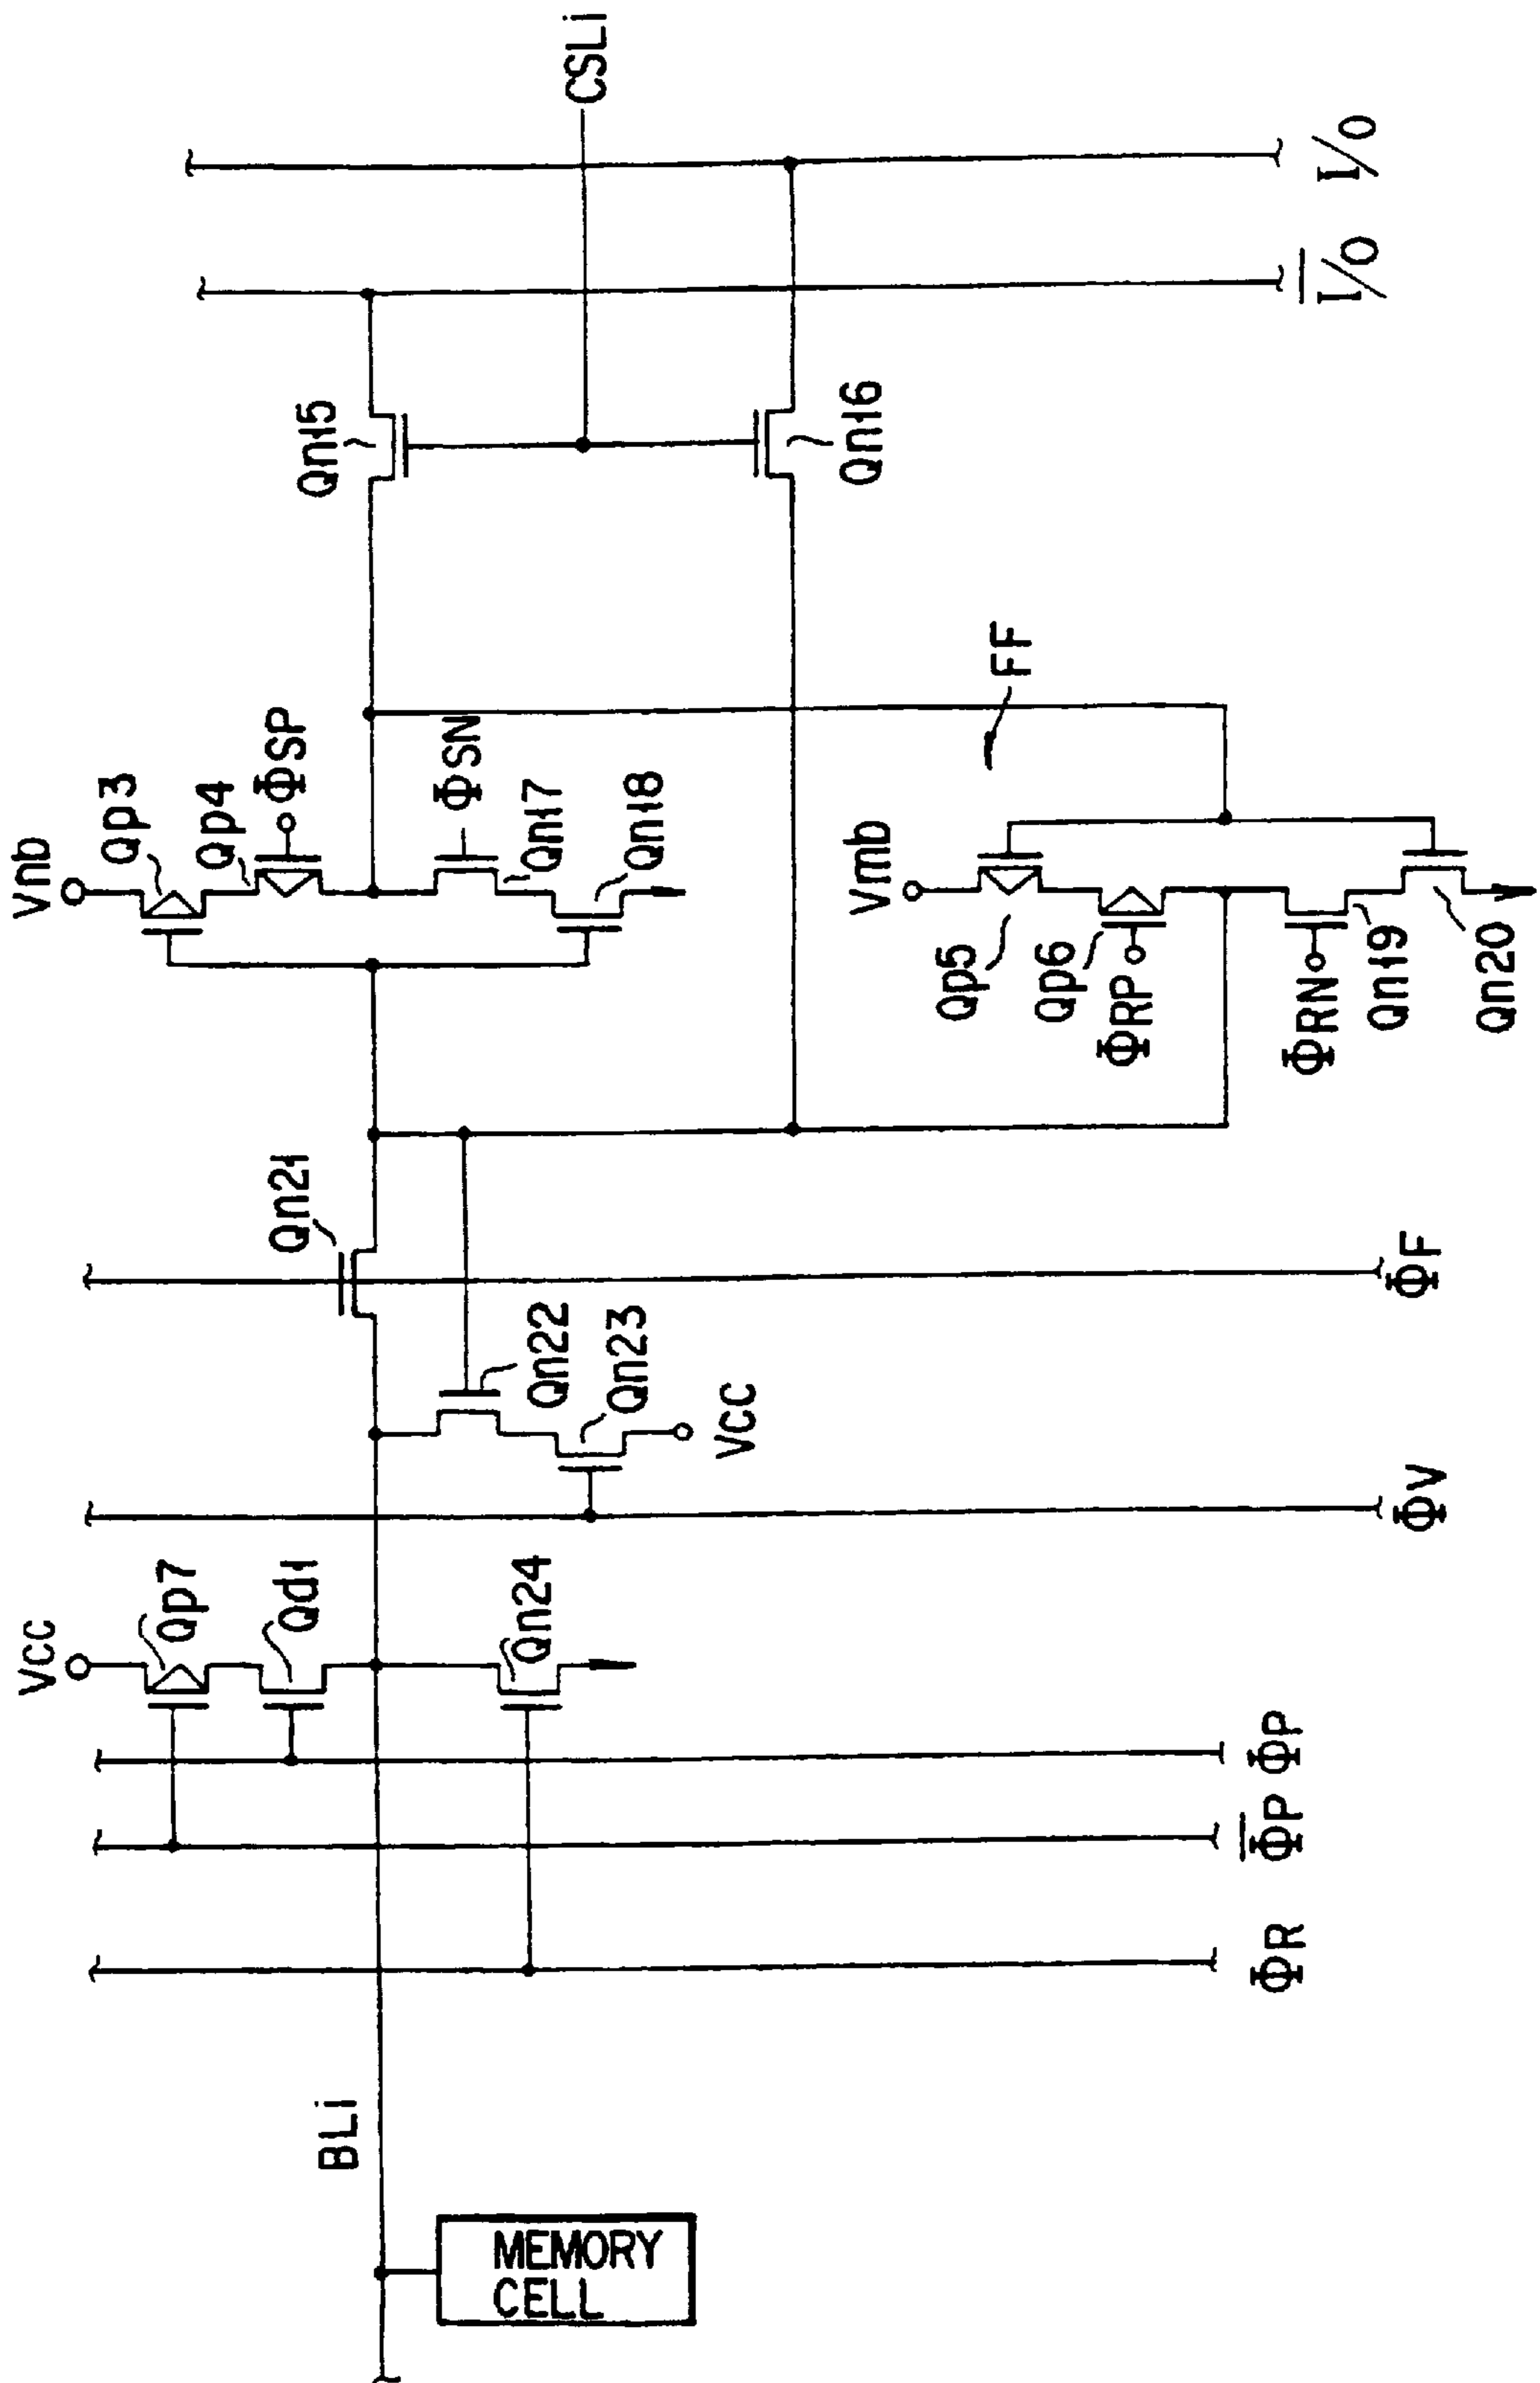 Vnb
Qp3
Qp4
ΦSP
ΦSN
Qn17
Qn18
Qn15
CSLi
Qn16
I/O
I/O
FF
Vmb
Qp5
Qp6
ΦRP
ΦRN
Qn19
Qn20
Qn21
ΦF
Qn22
Qn23
Vcc
ΦV
Vcc
Qp7
Qd1
Qn24
ΦP
ΦP
ΦR
BLi
MEMORY
CELL